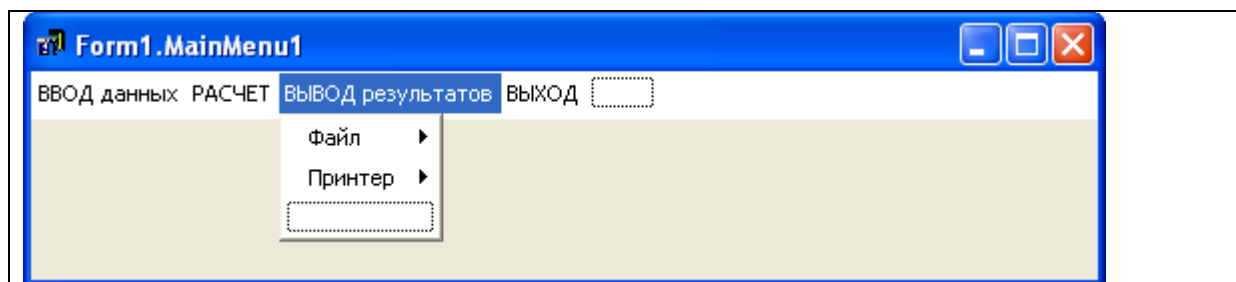 Form1.MainMenu1
ВВОД данных РАСЧЕТ ВЫВОД результатов ВЫХОД
Файл
Принтер